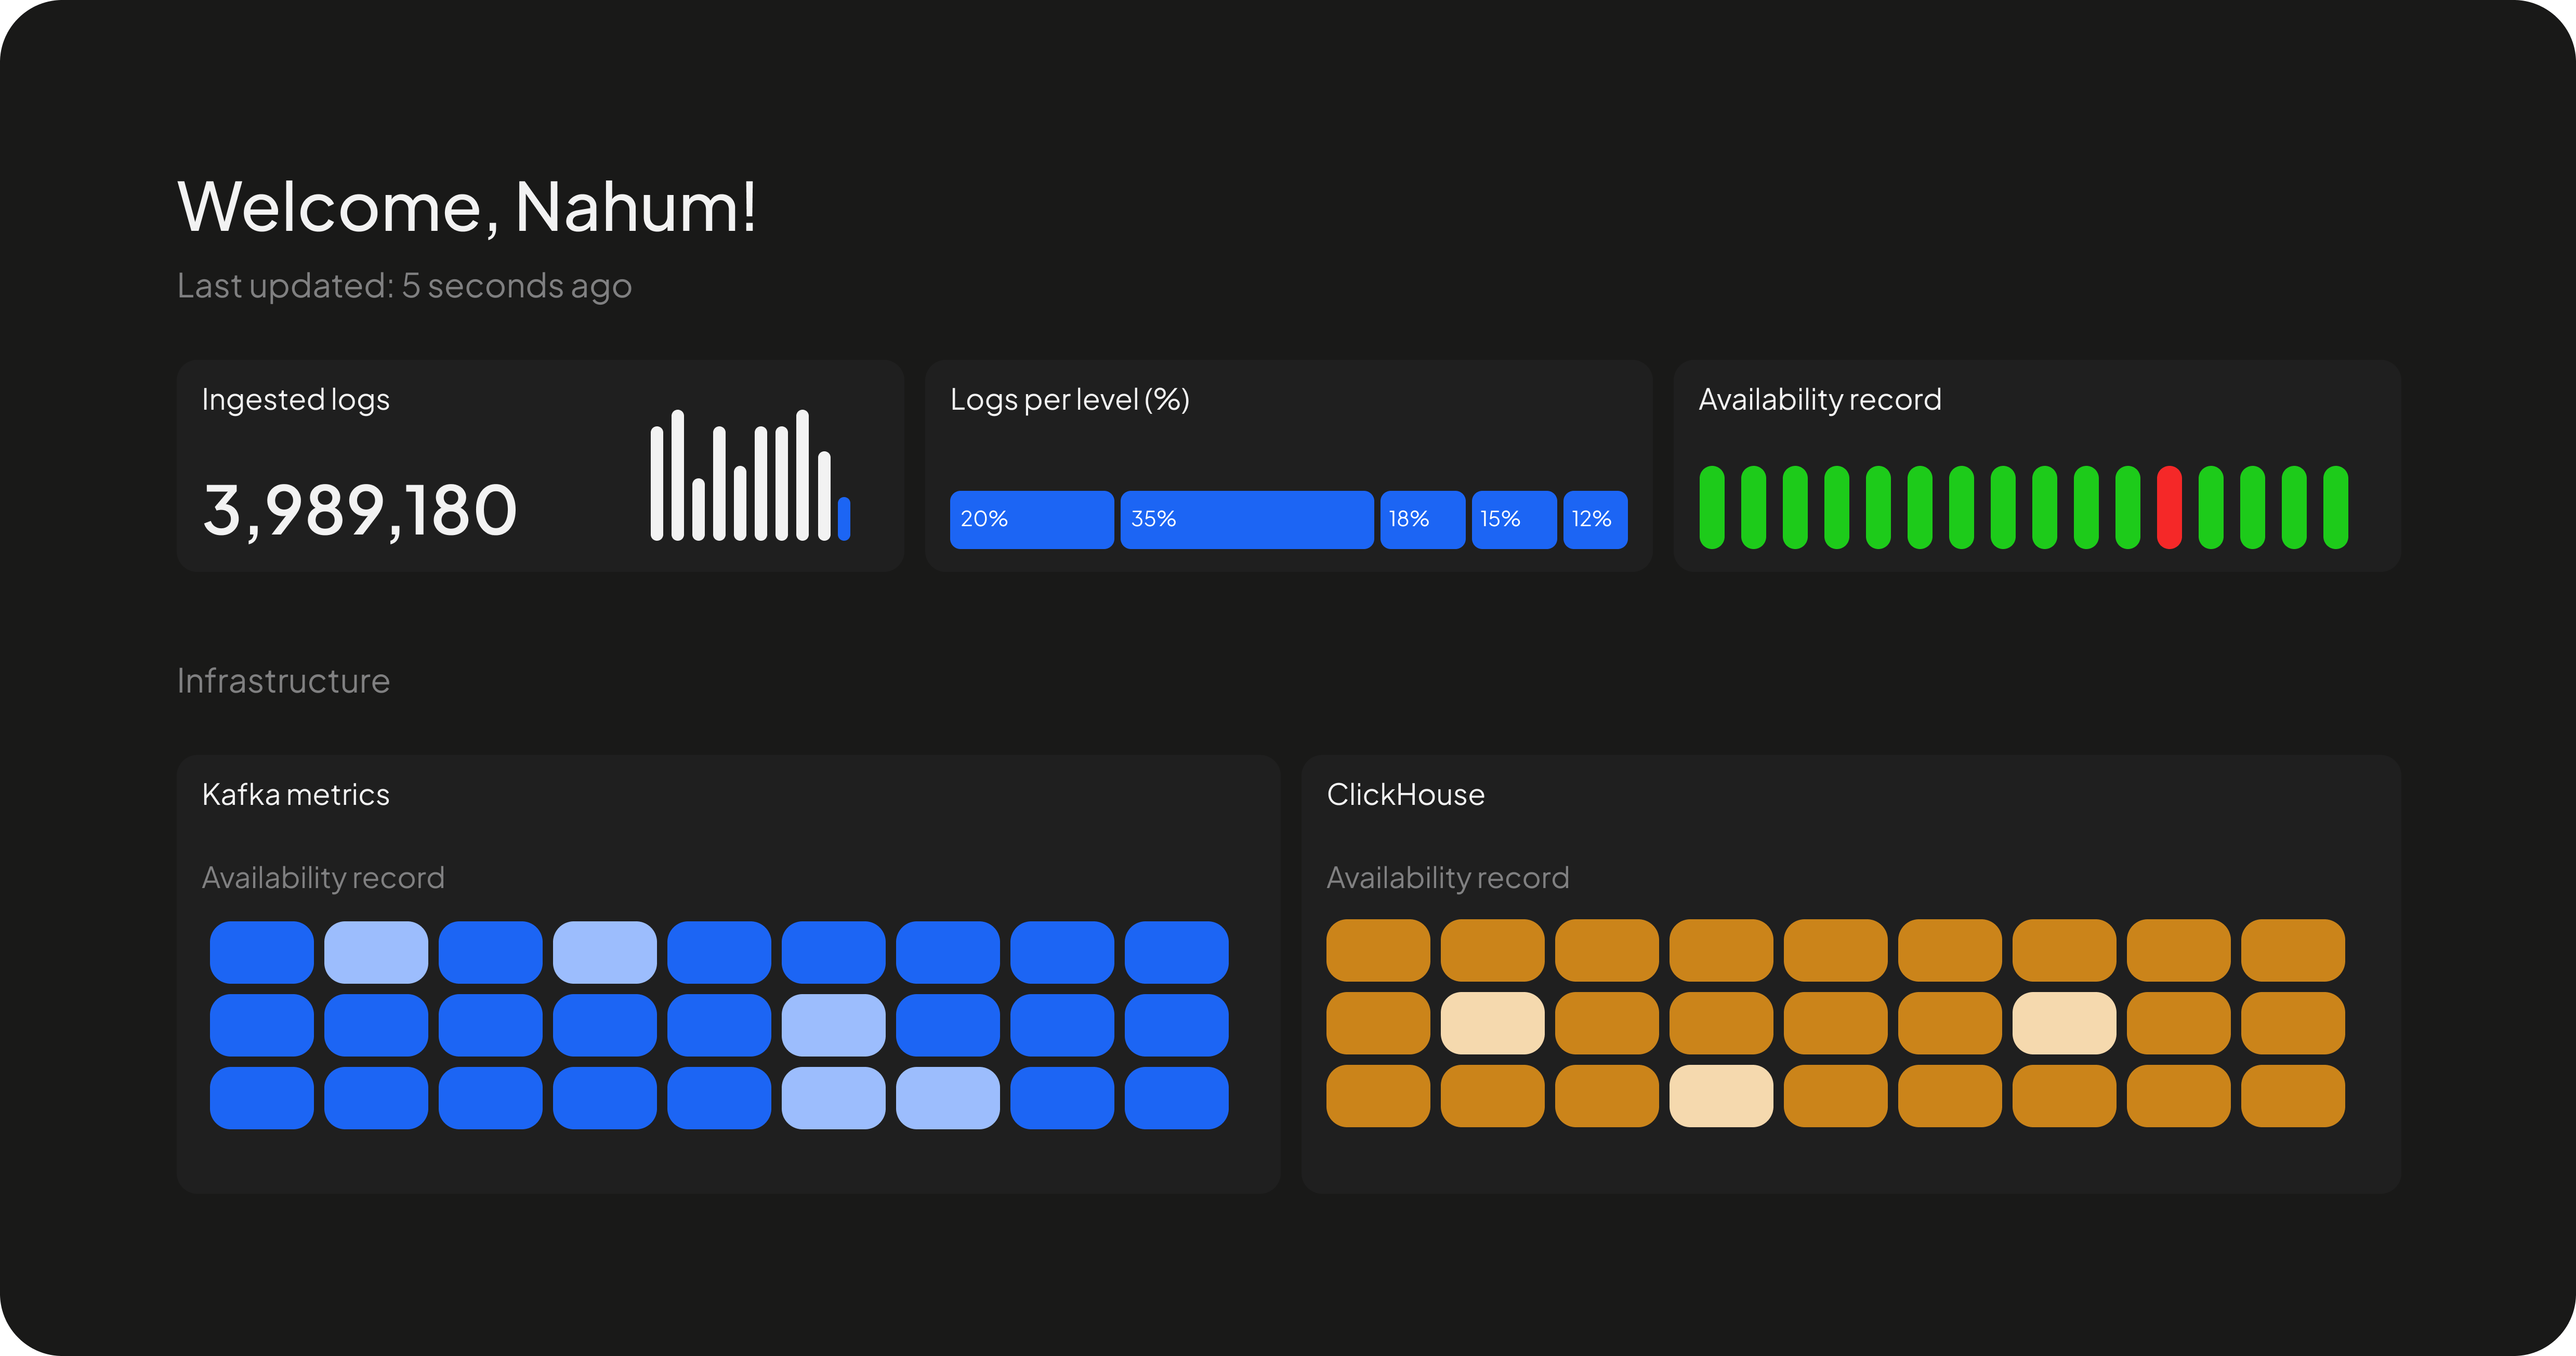 Welcome, Nahum!
Last updated: 5 seconds ago
Ingested logs
3,989,180
Logs per level (%)
20% 35% 18% 15% 12%
Availability record
Infrastructure
Kafka metrics
Availability record
ClickHouse
Availability record